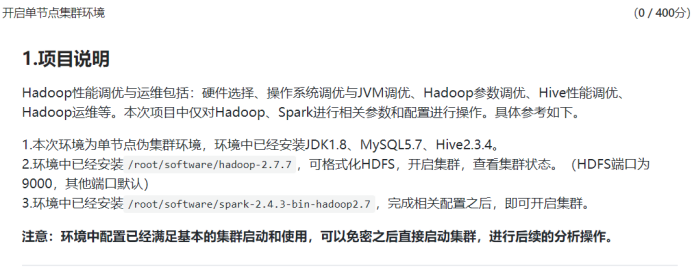 开启单节点集群环境
(0 / 400分)
1.项目说明
Hadoop性能调优与运维包括：硬件选择、操作系统调优与JVM调优、Hadoop参数调优、Hive性能调优、
Hadoop运维等。本次项目中仅对Hadoop、Spark进行相关参数和配置进行操作。具体参考如下。
1.本次环境为单节点伪集群环境，环境中已经安装JDK1.8、MySQL5.7、Hive2.3.4。
2.环境中已经安装 /root/software/hadoop-2.7.7 ，可格式化HDFS，开启集群，查看集群状态。（HDFS端口为
9000，其他端口默认）
3.环境中已经安装 /root/software/spark-2.4.3-bin-hadoop2.7 ，完成相关配置之后，即可开启集群。
注意：环境中配置已经满足基本的集群启动和使用，可以免密之后直接启动集群，进行后续的分析操作。